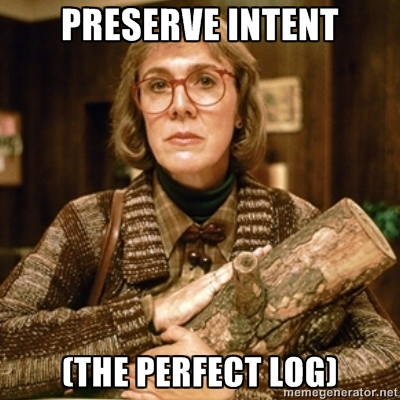 PRESERVE INTENT
(THE PERFECT LOG)
memegenerator.net